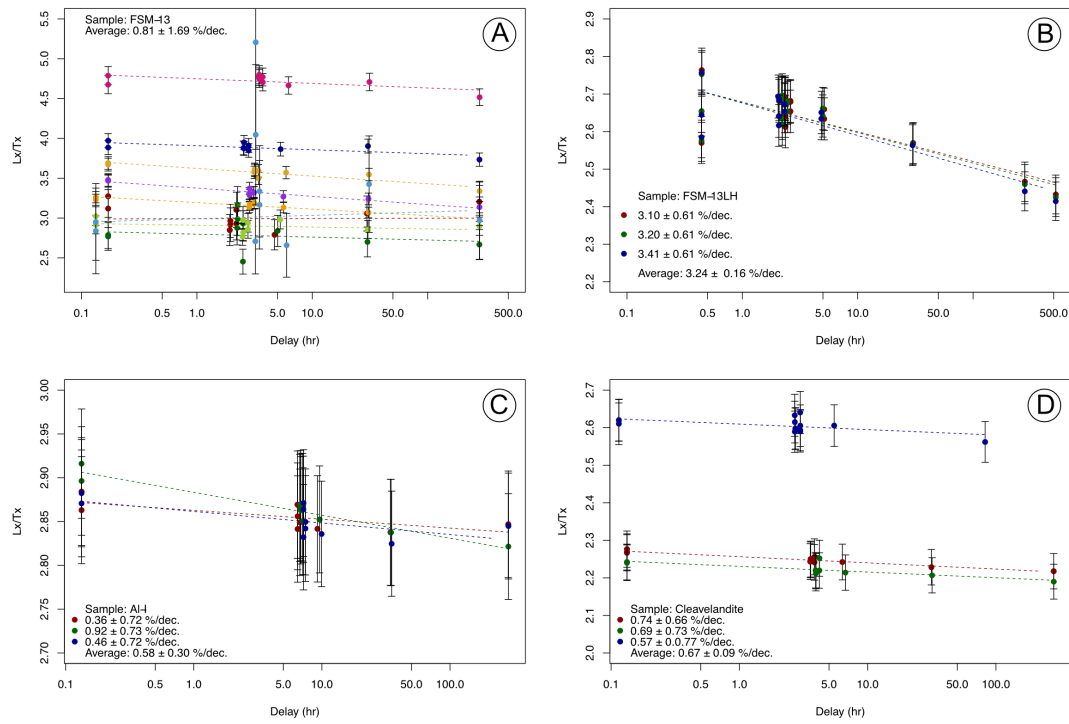 Sample: FSM–13
Average: 0.81 ± 1.69 %/dec.
A
Lx/Tx
5.5
5.0
4.5
4.0
3.5
3.0
2.5
0.1 0.5 1.0 5.0 10.0 50.0 500.0
Delay (hr)
B
Lx/Tx
2.9
2.8
2.7
2.6
2.5
2.4
2.3
2.2
Sample: FSM–13LH
3.10 ± 0.61 %/dec.
3.20 ± 0.61 %/dec.
3.41 ± 0.61 %/dec.
Average: 3.24 ± 0.16 %/dec.
0.1 0.5 1.0 5.0 10.0 50.0 500.0
Delay (hr)
C
Lx/Tx
3.00
2.95
2.90
2.85
2.80
2.75
2.70
Sample: Al-I
0.36 ± 0.72 %/dec.
0.92 ± 0.73 %/dec.
0.46 ± 0.72 %/dec.
Average: 0.58 ± 0.30 %/dec.
0.1 0.5 1.0 5.0 10.0 50.0 100.0
Delay (hr)
D
Lx/Tx
2.7
2.6
2.5
2.4
2.3
2.2
2.1
2.0
Sample: Cleavelandite
0.74 ± 0.66 %/dec.
0.69 ± 0.73 %/dec.
0.57 ± 0.0.77 %/dec.
Average: 0.67 ± 0.09 %/dec.
0.1 0.5 1.0 5.0 10.0 50.0 100.0
Delay (hr)